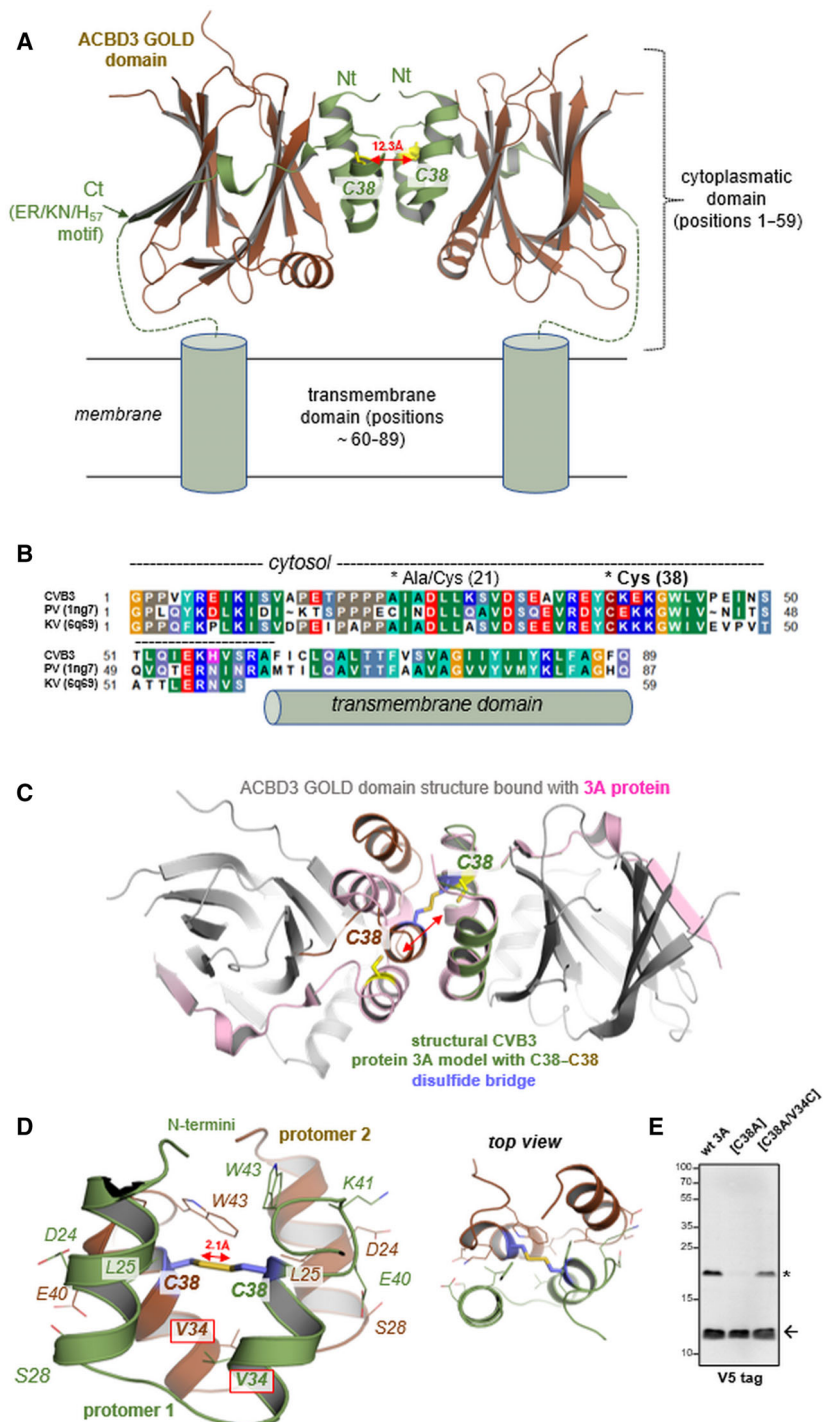 A
ACBD3 GOLD
domain
Nt Nt
12.3Å
C38 C38
Ct
(ER/KN/H57
motif)
cytoplasmatic
domain
(positions 1–59)
membrane
transmembrane
domain (positions
~ 60-89)
B
cytosol
* Ala/Cys (21) * Cys (38)
CVB3 1 GPPVYREIKISVAPETPPPPAIADLLKSVDSEAVREYCKEKGWLVPEINS 50
PV (1ng7) 1 GPLQYKDLKIDI~KTSPPPECINDLLQAVDSQEVRDYCEKKGWIV~NITS 48
KV (6q69) 1 GPPQFKPLKISVDPEIPAPPAIADLLASVDSEEVREYCKKKGWIVEVPVT 50
CVB3 51 TLQIEKHVSRAFICLQALTTFVSVAGIIYIIYKLFAGFQ 89
PV (1ng7) 49 QVQTERNINRAMTILQAVTTFAAVAGVVYVMYKLFAGHQ 87
KV (6q69) 51 ATTLERNVS 59
transmembrane domain
C
ACBD3 GOLD domain structure bound with 3A protein
C38
C38
structural CVB3
protein 3A model with C38–C38
disulfide bridge
D
N-termini
protomer 2
W43
W43
K41
D24
2.1Å
D24
L25
C38
C38
L25
E40
E40
V34
S28
S28
V34
protomer 1
top view
E
wt 3A
[C38A]
[C38A/V34C]
100
70
55
35
25
*
15
←
10
V5 tag